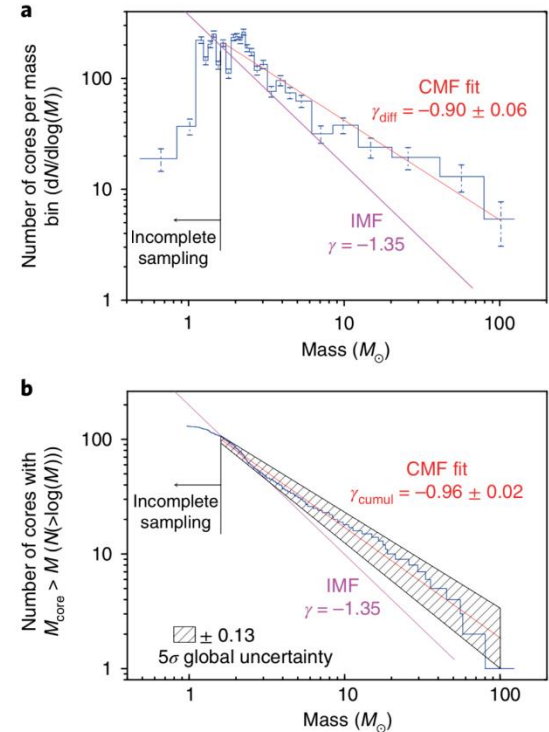 a
Number of cores per mass
bin (dN/dlog(M))
100
10
1
CMF fit
γdiff = −0.90 ± 0.06
IMF
γ = −1.35
Incomplete
sampling
1
10
100
Mass (M⊙)
b
Number of cores with
Mcore > M (N(>log(M)))
100
10
1
CMF fit
γcumul = −0.96 ± 0.02
Incomplete
sampling
IMF
γ = −1.35
± 0.13
5σ global uncertainty
1
10
100
Mass (M⊙)